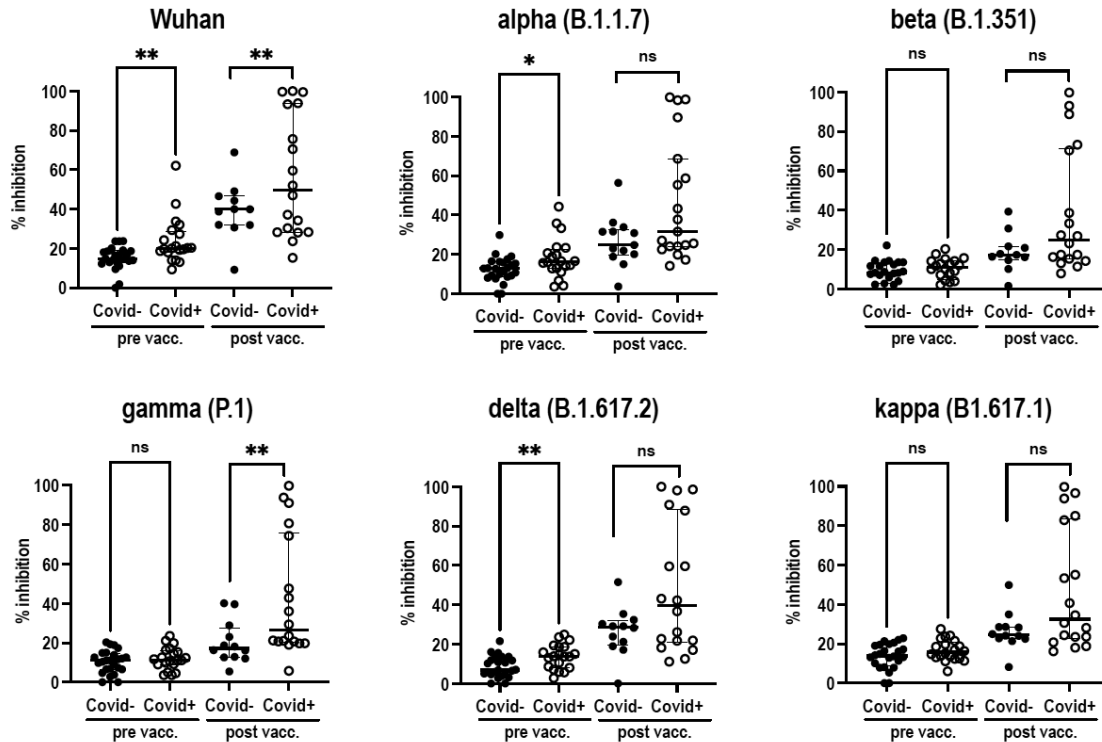 Wuhan
**
**
% inhibition
100
80
60
40
20
0
Covid- Covid+ Covid- Covid+
pre vacc. post vacc.
alpha (B.1.1.7)
*
ns
% inhibition
100
80
60
40
20
0
Covid- Covid+ Covid- Covid+
pre vacc. post vacc.
beta (B.1.351)
ns
ns
% inhibition
100
80
60
40
20
0
Covid- Covid+ Covid- Covid+
pre vacc. post vacc.
gamma (P.1)
ns
**
% inhibition
100
80
60
40
20
0
Covid- Covid+ Covid- Covid+
pre vacc. post vacc.
delta (B.1.617.2)
**
ns
% inhibition
100
80
60
40
20
0
Covid- Covid+ Covid- Covid+
pre vacc. post vacc.
kappa (B1.617.1)
ns
ns
% inhibition
100
80
60
40
20
0
Covid- Covid+ Covid- Covid+
pre vacc. post vacc.